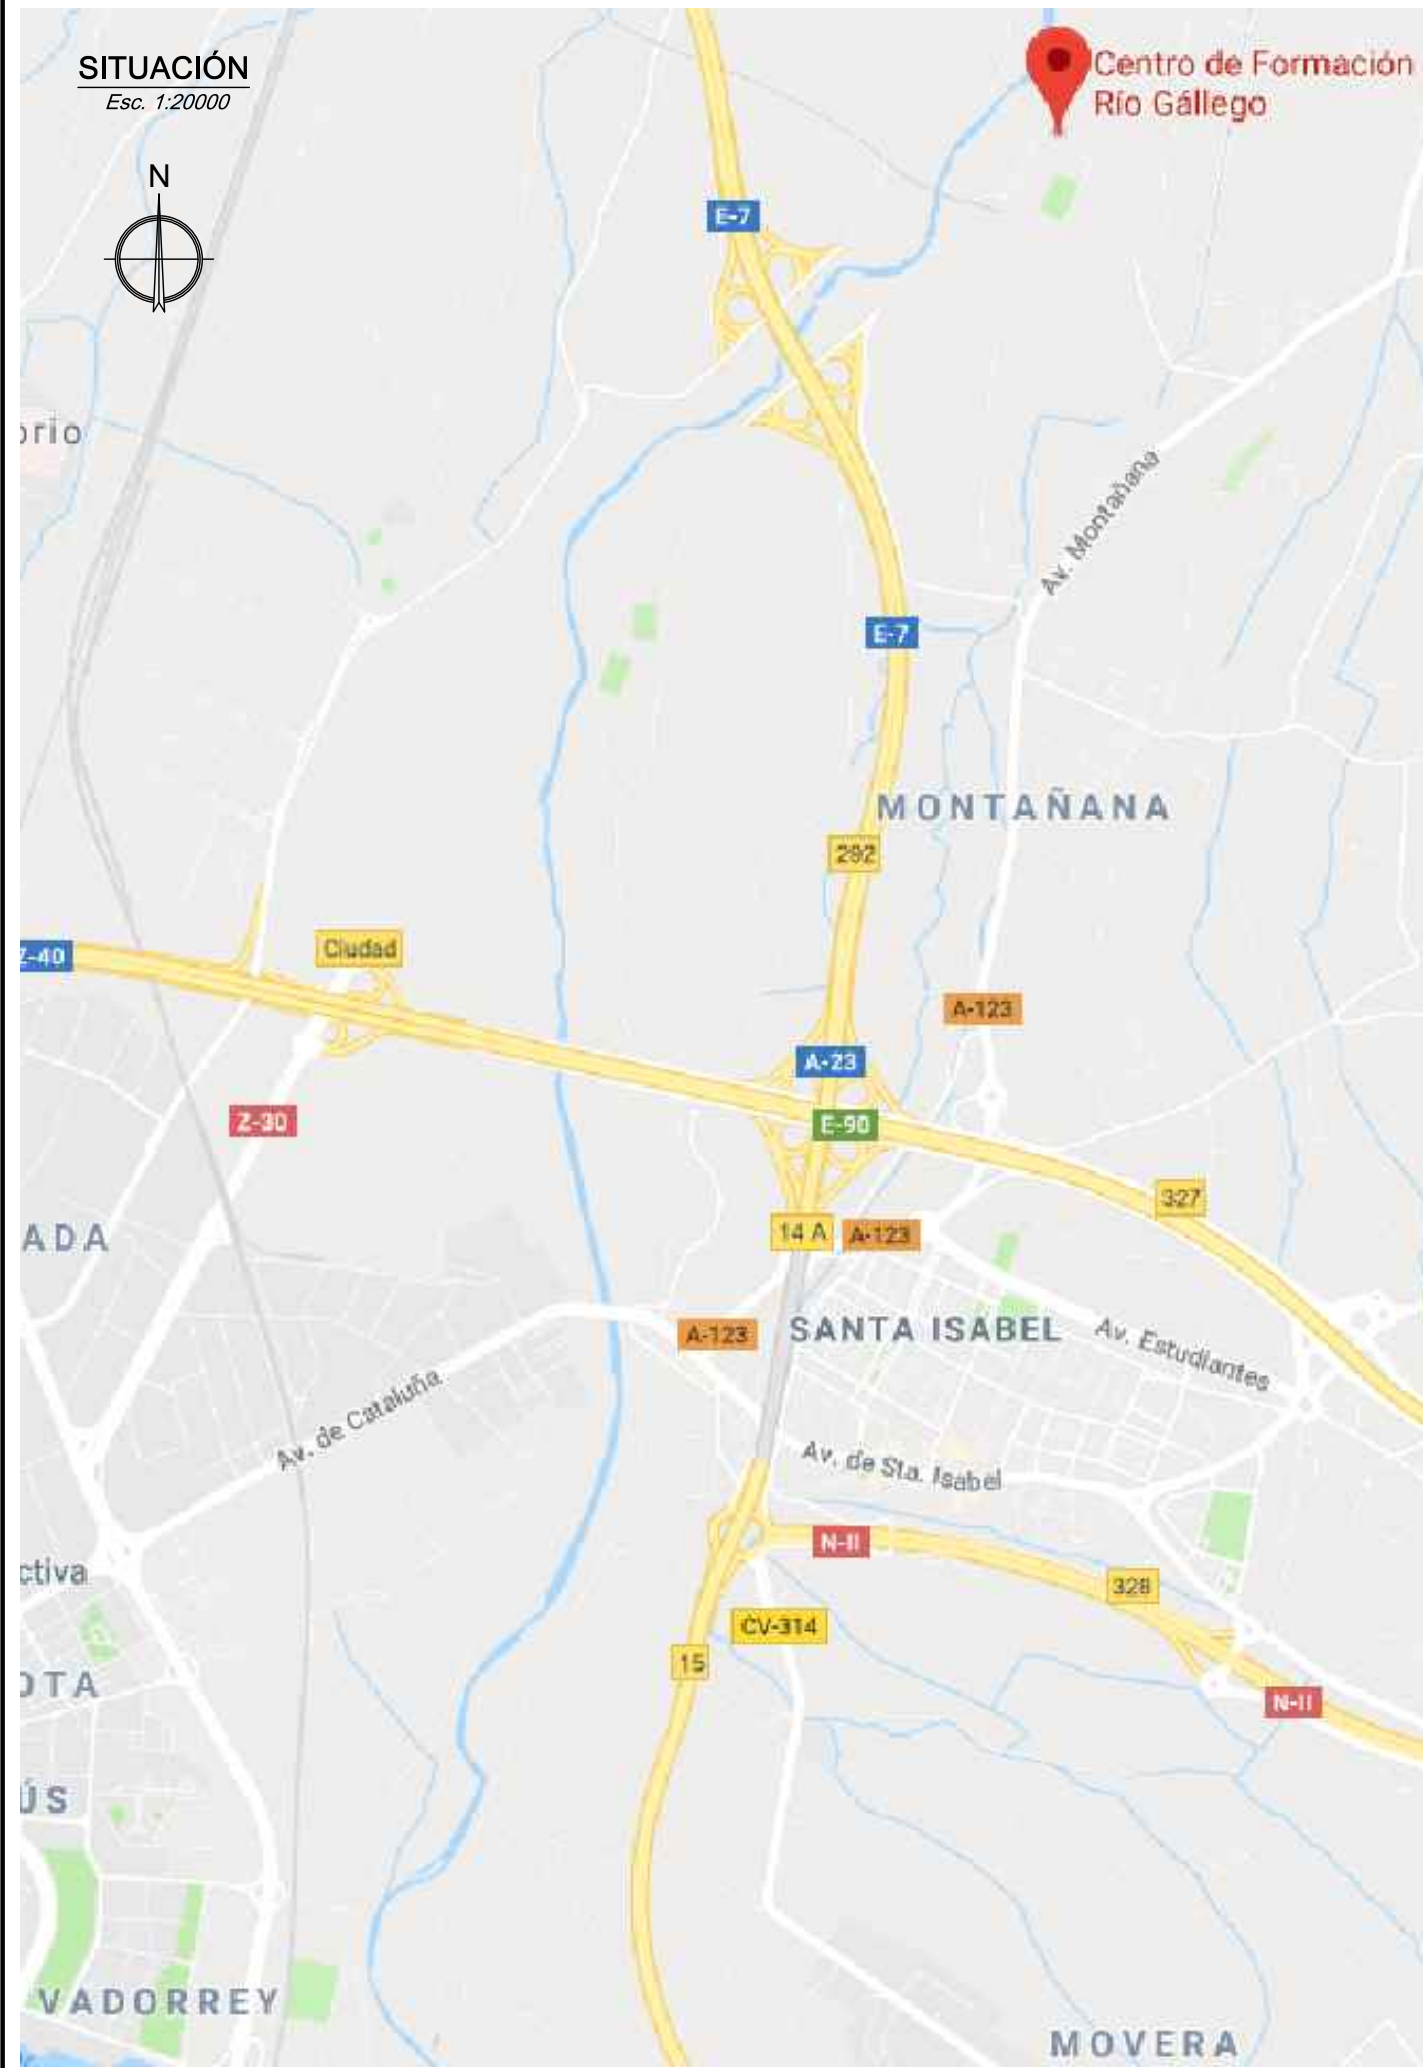 SITUACIÓN
Esc. 1:20000
Centro de Formación
Río Gállego
N
E-7
orio
Av. Montañana
E-7
MONTAÑANA
292
Ciudad
Z-40
A-123
A-23
Z-30
E-90
327
ADA
14 A
A-123
A-123
SANTA ISABEL
Av. Estudiantes
Av. de Cataluña
Av. de Sta. Isabel
N-II
ctiva
328
CV-314
15
OTA
N-II
ÚS
VADORREY
MOVERA